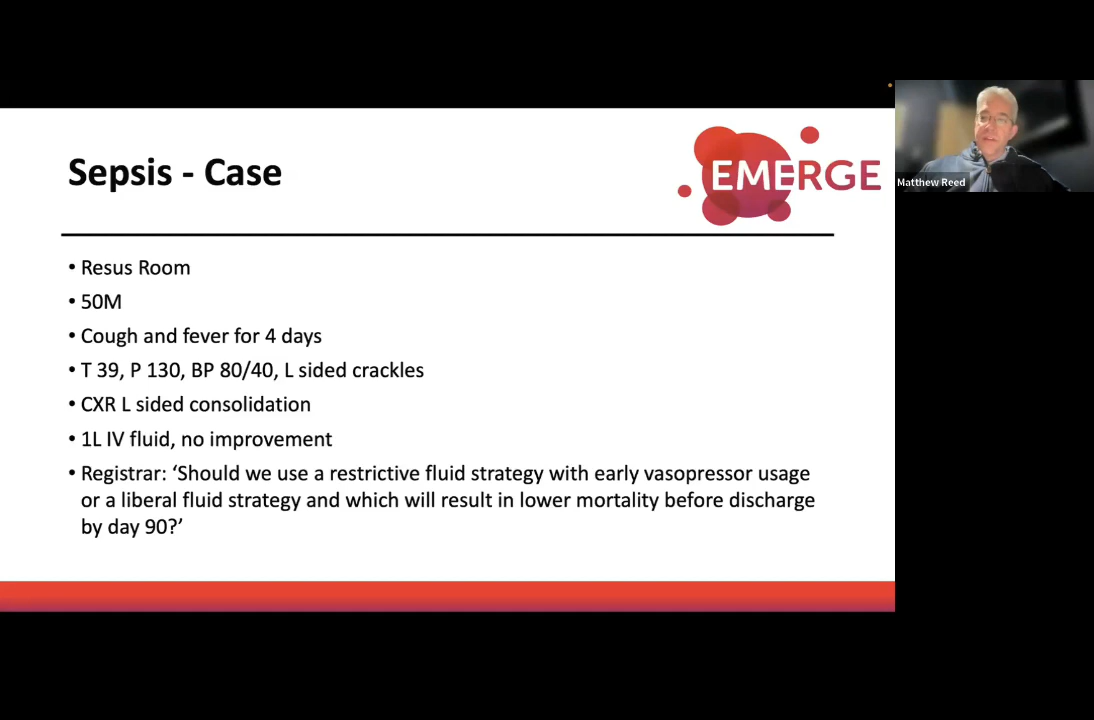 Sepsis - Case
EMERGE
Matthew Reed
• Resus Room
• 50M
• Cough and fever for 4 days
• T 39, P 130, BP 80/40, L sided crackles
• CXR L sided consolidation
• 1L IV fluid, no improvement
• Registrar: ‘Should we use a restrictive fluid strategy with early vasopressor usage
or a liberal fluid strategy and which will result in lower mortality before discharge
by day 90?’